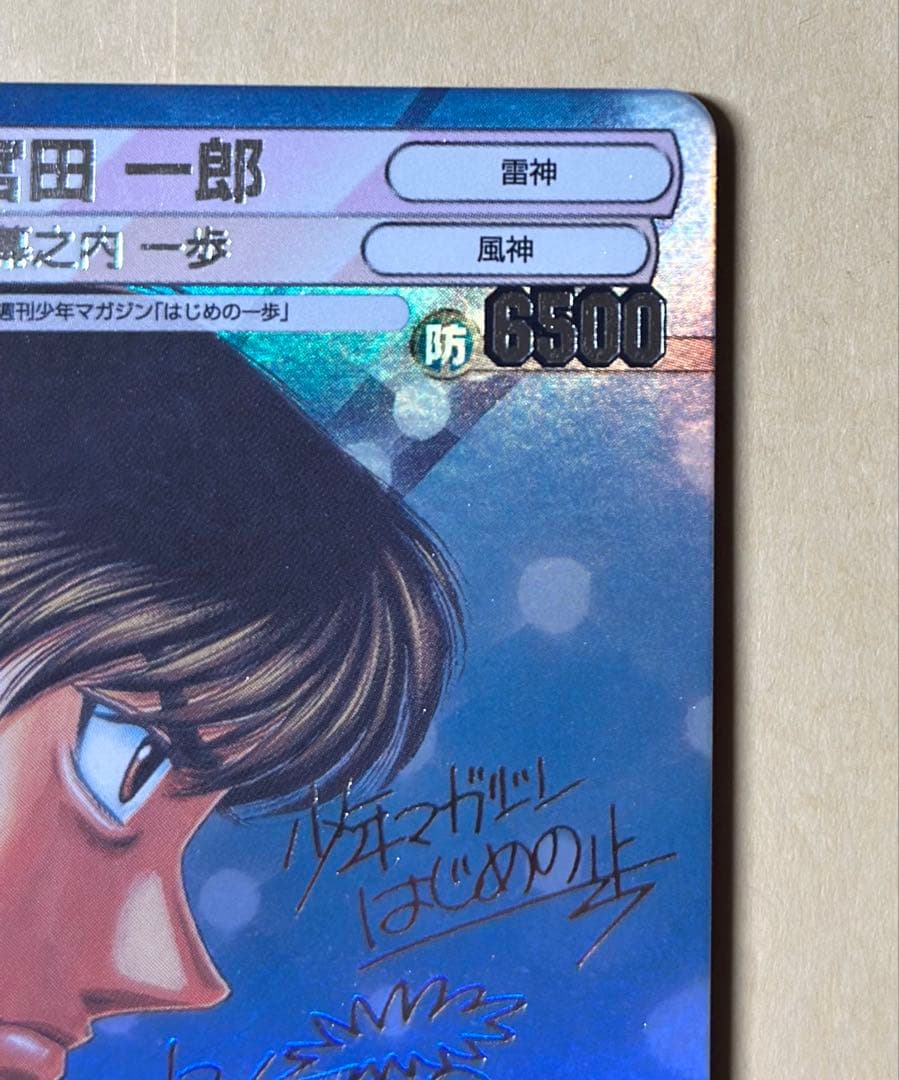 宮田 一郎
雷神
幕之内 一歩
風神
週刊少年マガジン「はじめの一歩」
防 6500
少年マガジン
はじめの一歩